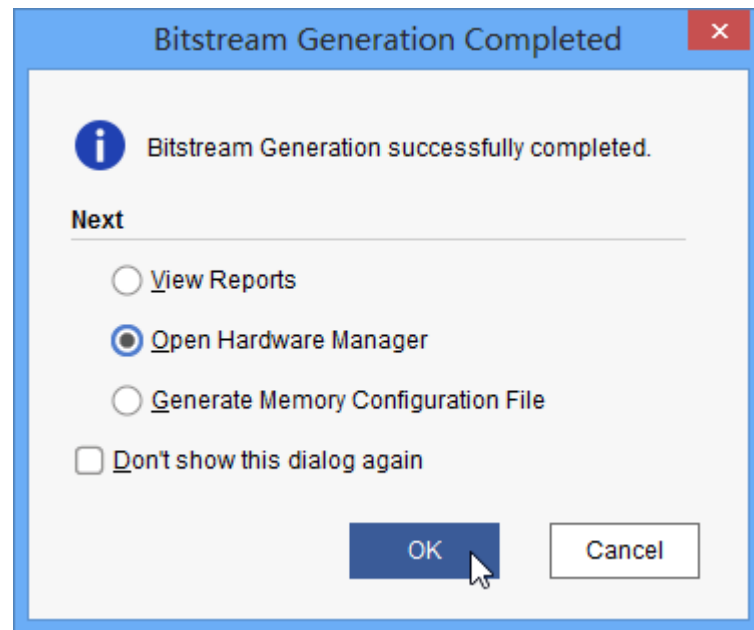 Bitstream Generation Completed
Bitstream Generation successfully completed.
Next
View Reports
Open Hardware Manager
Generate Memory Configuration File
Don't show this dialog again
OK
Cancel